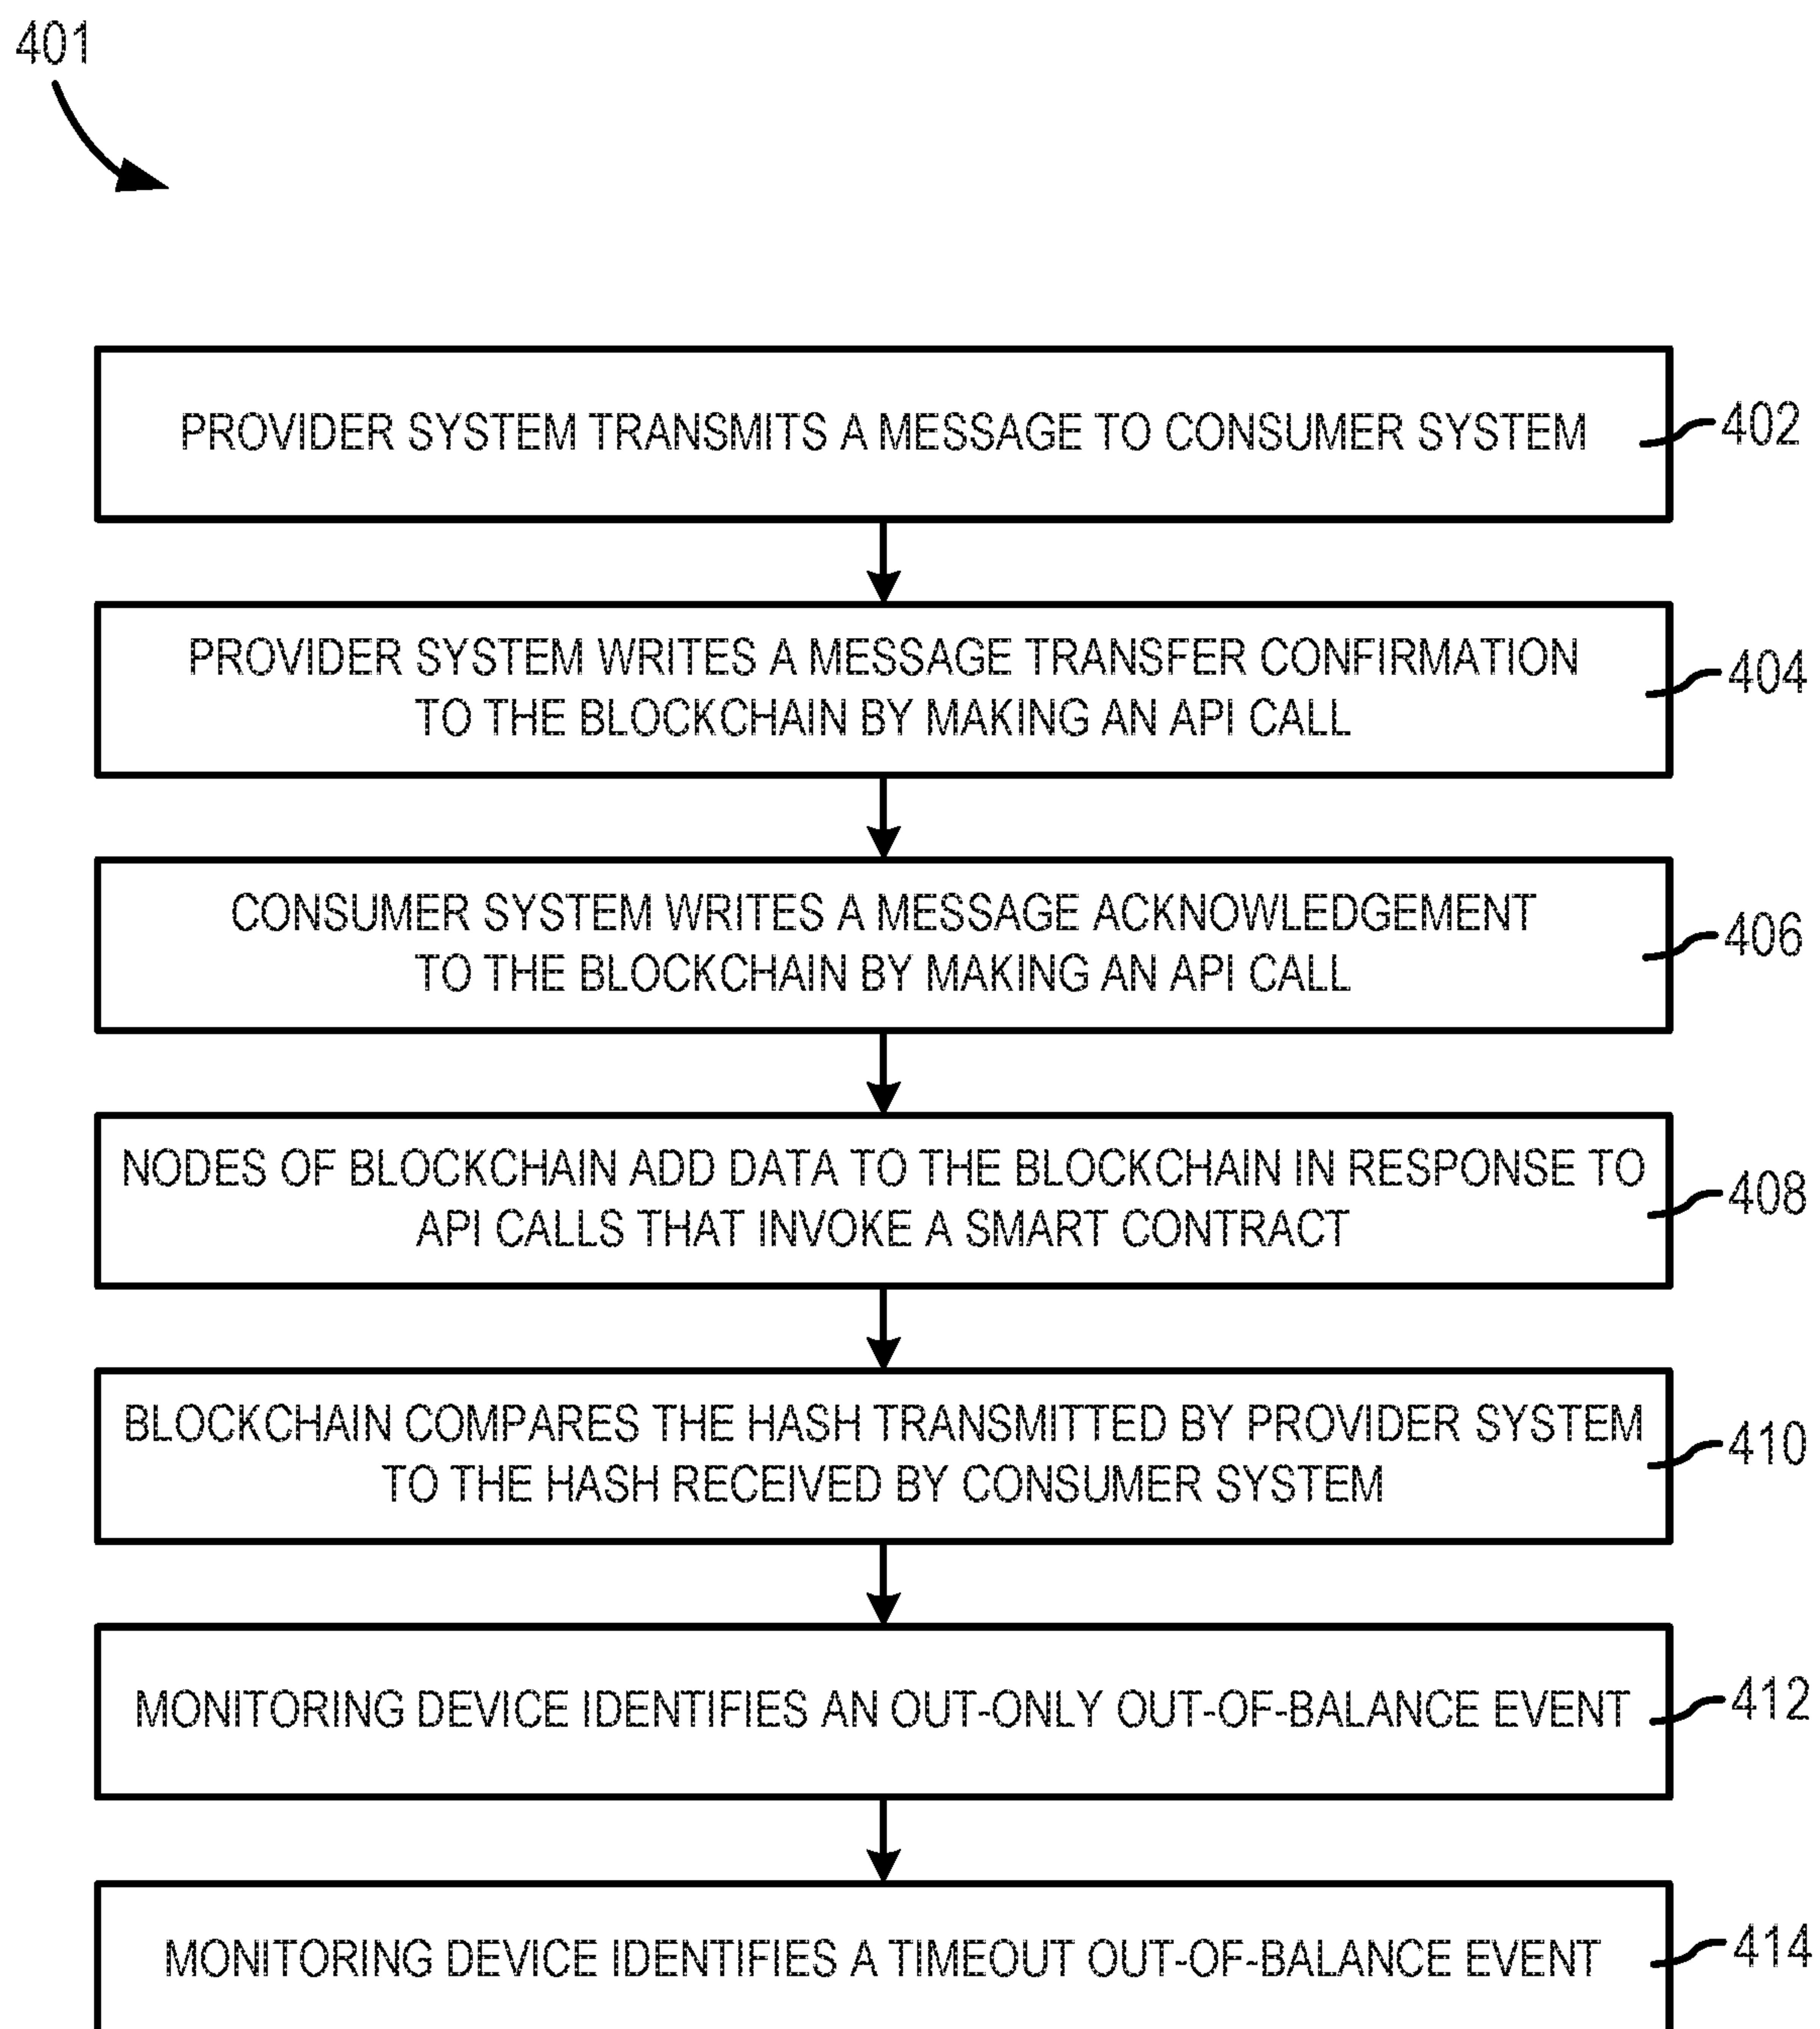 401
PROVIDER SYSTEM TRANSMITS A MESSAGE TO CONSUMER SYSTEM
402
PROVIDER SYSTEM WRITES A MESSAGE TRANSFER CONFIRMATION
TO THE BLOCKCHAIN BY MAKING AN API CALL
404
CONSUMER SYSTEM WRITES A MESSAGE ACKNOWLEDGEMENT
TO THE BLOCKCHAIN BY MAKING AN API CALL
406
NODES OF BLOCKCHAIN ADD DATA TO THE BLOCKCHAIN IN RESPONSE TO
API CALLS THAT INVOKE A SMART CONTRACT
408
BLOCKCHAIN COMPARES THE HASH TRANSMITTED BY PROVIDER SYSTEM
TO THE HASH RECEIVED BY CONSUMER SYSTEM
410
MONITORING DEVICE IDENTIFIES AN OUT-ONLY OUT-OF-BALANCE EVENT
412
MONITORING DEVICE IDENTIFIES A TIMEOUT OUT-OF-BALANCE EVENT
414